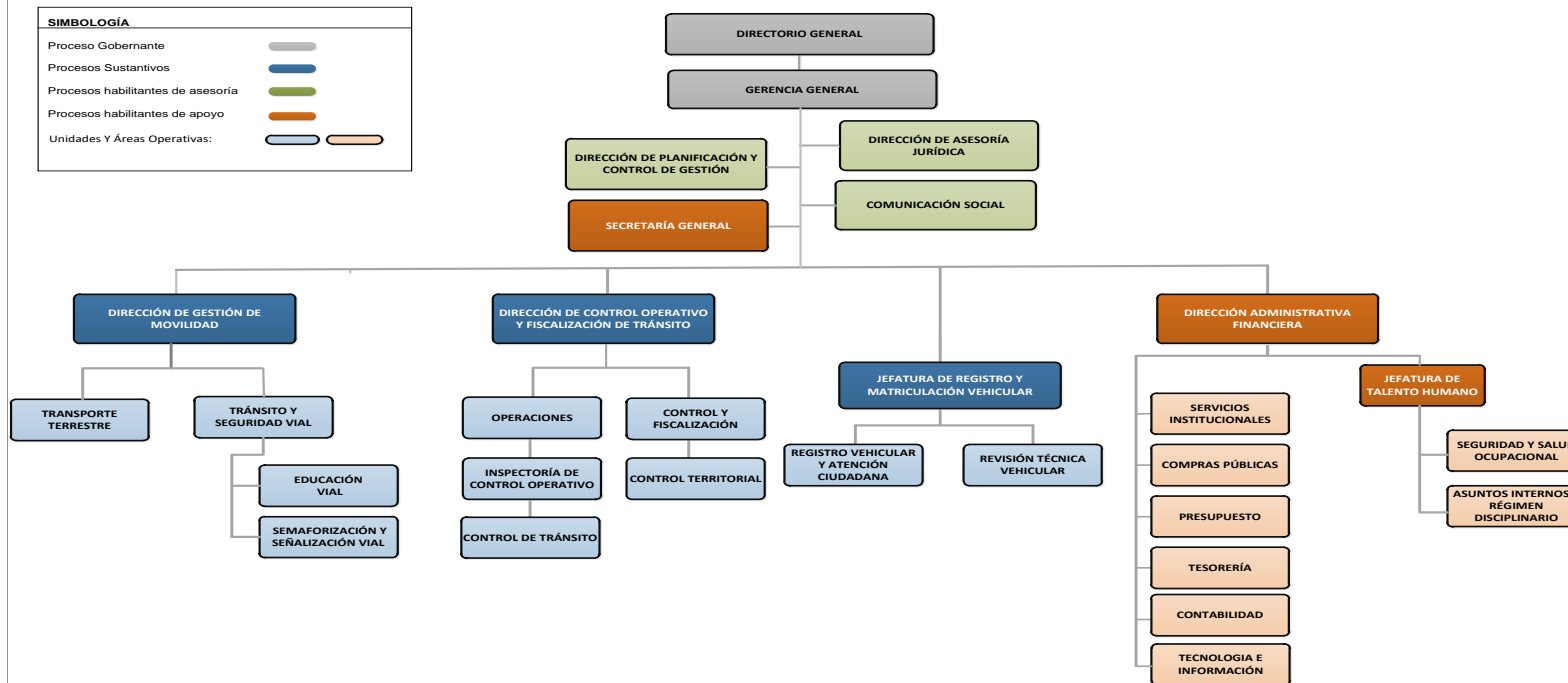 SIMBOLOGÍA
Proceso Gobernante
Procesos Sustantivos
Procesos habilitantes de asesoría
Procesos habilitantes de apoyo
Unidades Y Áreas Operativas:
DIRECTORIO GENERAL
GERENCIA GENERAL
DIRECCIÓN DE PLANIFICACIÓN Y
CONTROL DE GESTIÓN
DIRECCIÓN DE ASESORÍA
JURÍDICA
COMUNICACIÓN SOCIAL
SECRETARÍA GENERAL
DIRECCIÓN DE GESTIÓN DE
MOVILIDAD
DIRECCIÓN DE CONTROL OPERATIVO
Y FISCALIZACIÓN DE TRÁNSITO
JEFATURA DE REGISTRO Y
MATRICULACIÓN VEHICULAR
DIRECCIÓN ADMINISTRATIVA
FINANCIERA
TRANSPORTE
TERRESTRE
TRÁNSITO Y
SEGURIDAD VIAL
EDUCACIÓN
VIAL
SEMAFORIZACIÓN Y
SEÑALIZACIÓN VIAL
OPERACIONES
INSPECTORÍA DE
CONTROL OPERATIVO
CONTROL DE TRÁNSITO
CONTROL Y
FISCALIZACIÓN
CONTROL TERRITORIAL
REGISTRO VEHICULAR
Y ATENCIÓN
CIUDADANA
REVISIÓN TÉCNICA
VEHICULAR
SERVICIOS
INSTITUCIONALES
COMPRAS PÚBLICAS
PRESUPUESTO
TESORERÍA
CONTABILIDAD
TECNOLOGIA E
INFORMACIÓN
JEFATURA DE
TALENTO HUMANO
SEGURIDAD Y
OCUPACIONAL
ASUNTOS INTERNOS
RÉGIMEN
DISCIPLINARIO